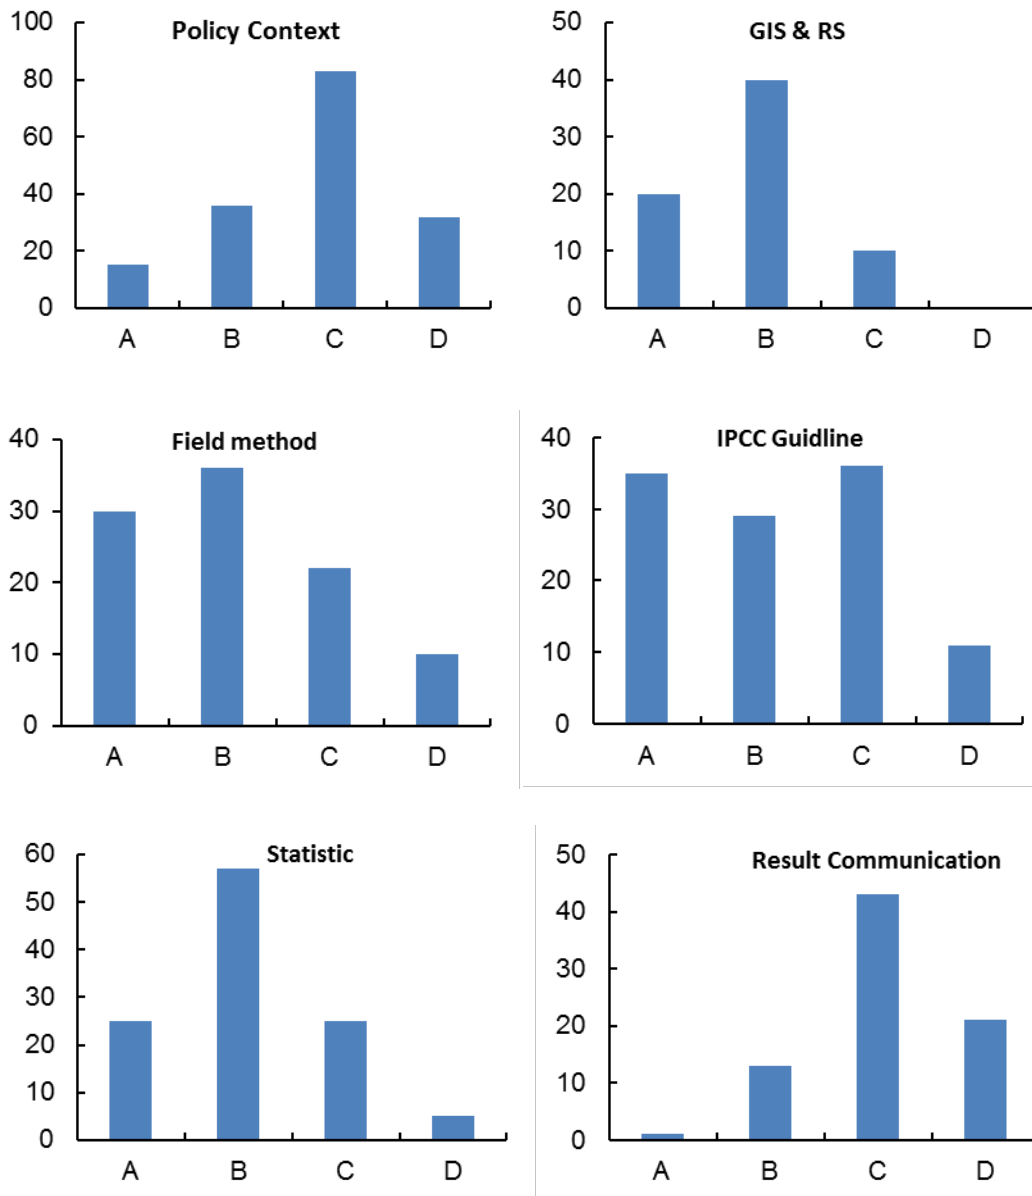 Policy Context
100
80
60
40
20
0
A B C D
GIS & RS
50
40
30
20
10
0
A B C D
Field method
40
30
20
10
0
A B C D
IPCC Guidline
40
30
20
10
0
A B C D
Statistic
60
50
40
30
20
10
0
A B C D
Result Communication
50
40
30
20
10
0
A B C D